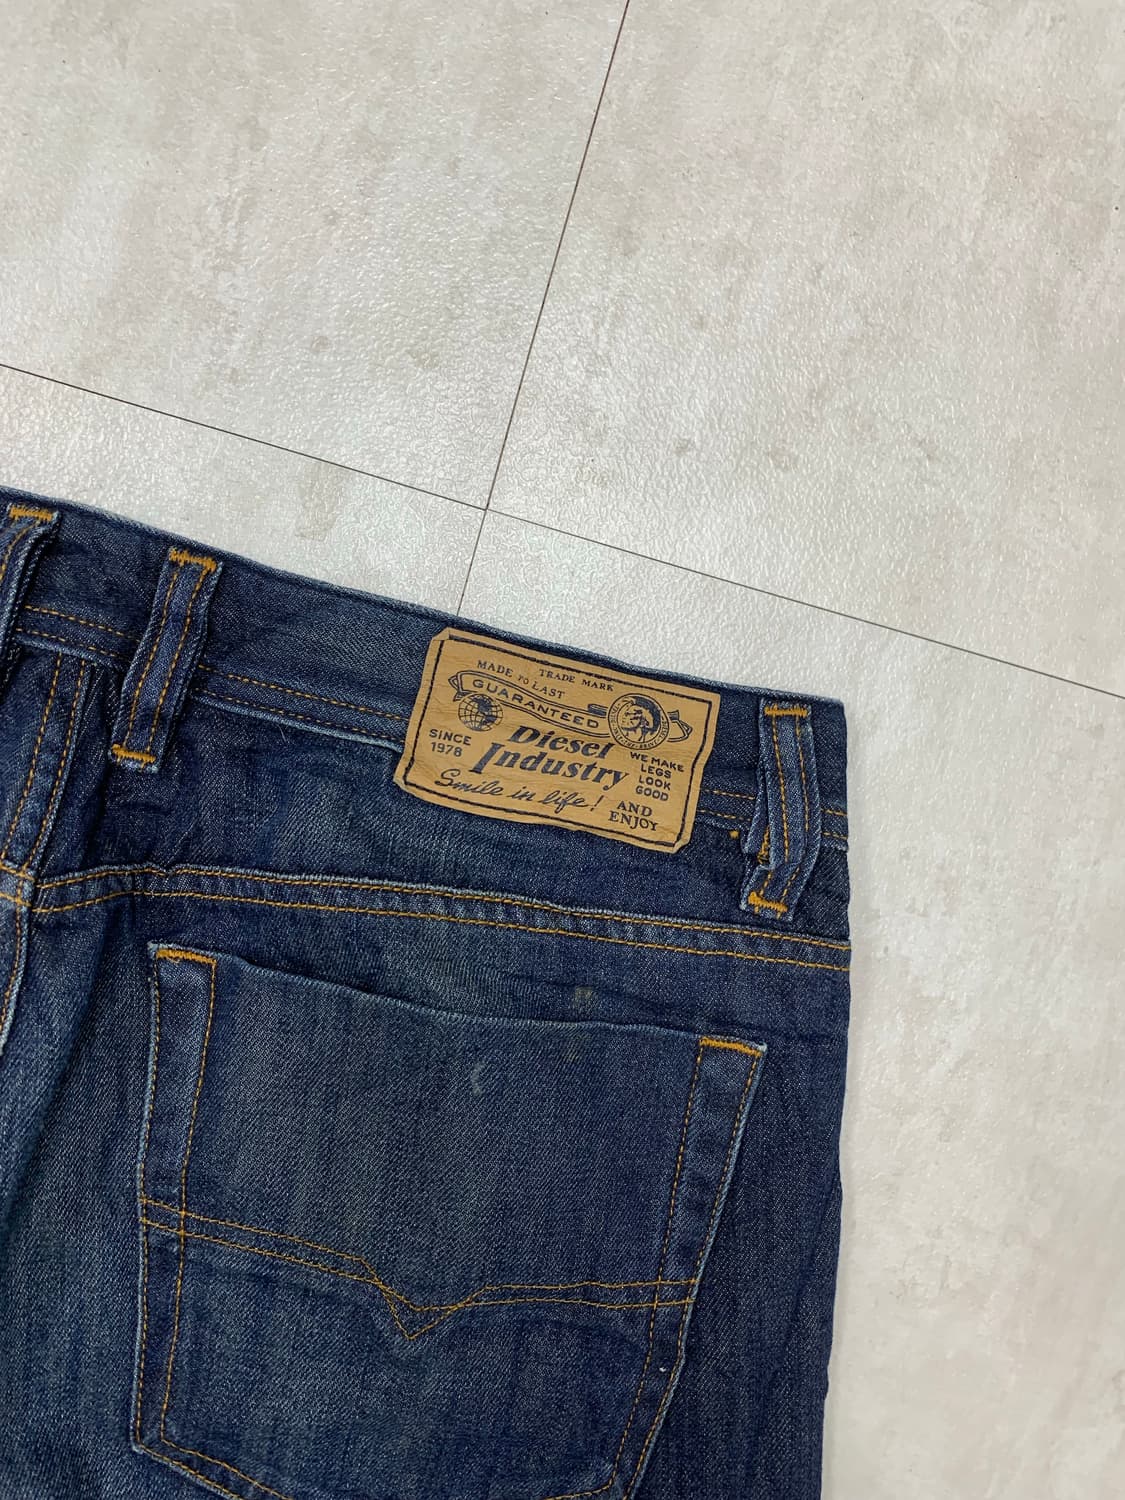 TRADE MARK
MADE TO LAST
GUARANTEED
SINCE
1978
Diesel
Industry
WE MAKE
LEGS
LOOK
GOOD
AND
ENJOY
Smile in life!